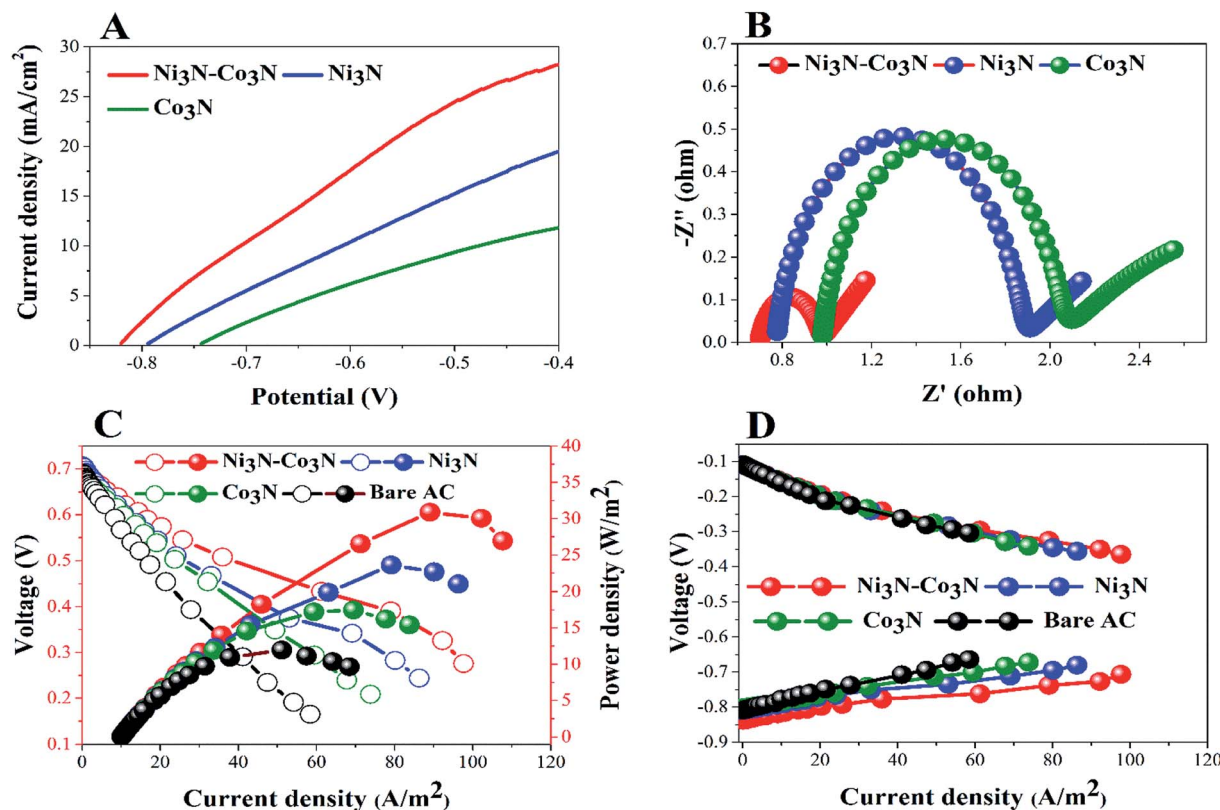 A
Current density (mA/cm²)
30
25
20
15
10
5
0
Ni₃N-Co₃N Ni₃N
Co₃N
-0.8 -0.7 -0.6 -0.5 -0.4
Potential (V)
B
-Z'' (ohm)
0.7
0.6
0.5
0.4
0.3
0.2
0.1
0.0
Ni₃N-Co₃N Ni₃N Co₃N
0.8 1.2 1.6 2.0 2.4
Z' (ohm)
C
Voltage (V)
0.7
0.6
0.5
0.4
0.3
0.2
0.1
Ni₃N-Co₃N Ni₃N
Co₃N Bare AC
40
35
30
25
20
15
10
5
0
Power density (W/m²)
0 20 40 60 80 100 120
Current density (A/m²)
D
Voltage (V)
-0.1
-0.2
-0.3
-0.4
-0.5
-0.6
-0.7
-0.8
-0.9
Ni₃N-Co₃N Ni₃N
Co₃N Bare AC
0 20 40 60 80 100 120
Current density (A/m²)